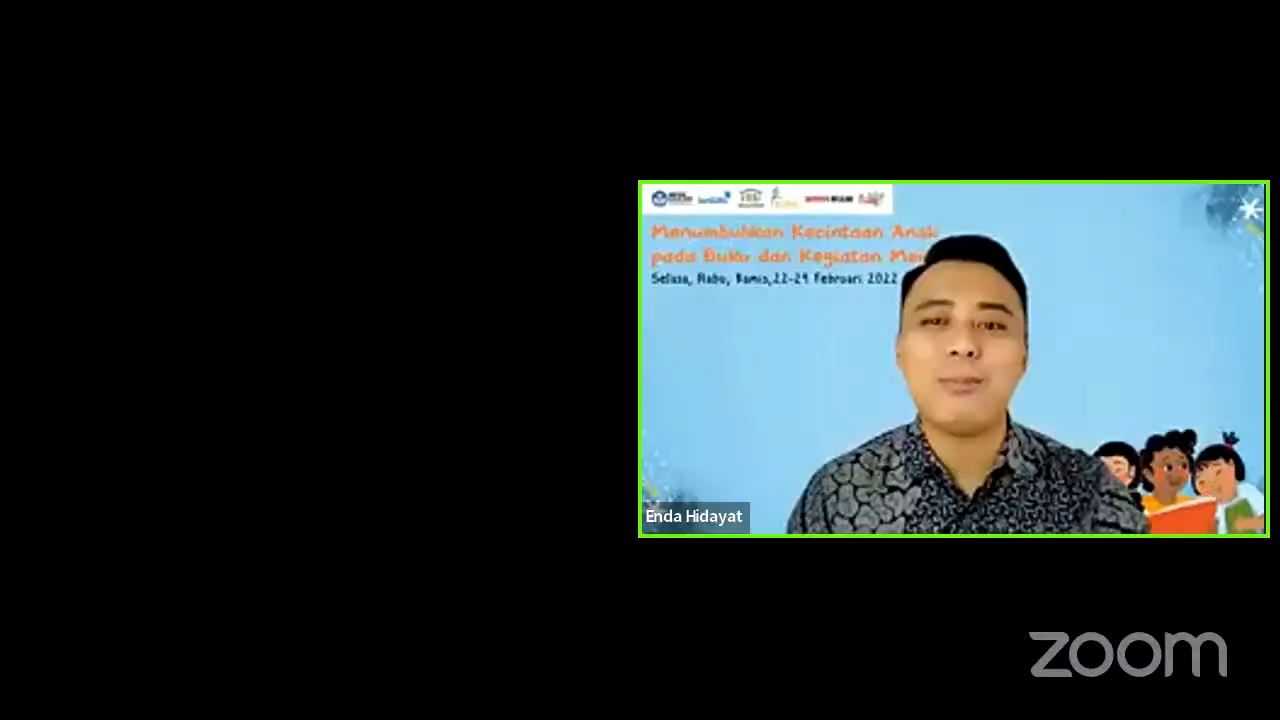 Menumbuhkan Kecintaan Anak
pada Buku dan Kegiatan
Selasa, Rabu, Kamis, 22-24 Februari 2022
Enda Hidayat
zoom